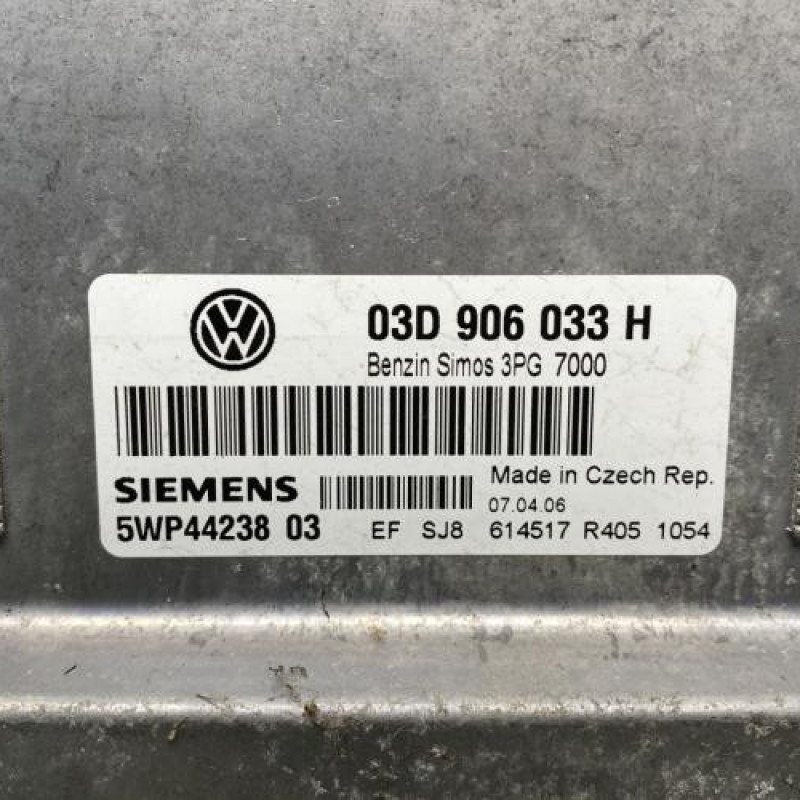 VW
03D 906 033 H
Benzin Simos 3PG 7000
SIEMENS
Made in Czech Rep.
07.04.06
5WP44238 03 EF SJ8 614517 R405 1054